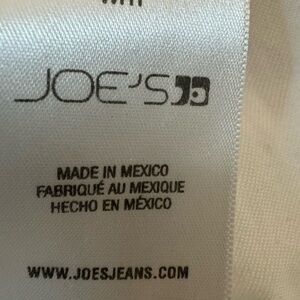 JOE'S
MADE IN MEXICO
FABRIQUÉ AU MEXIQUE
HECHO EN MÉXICO
WWW.JOESJEANS.COM